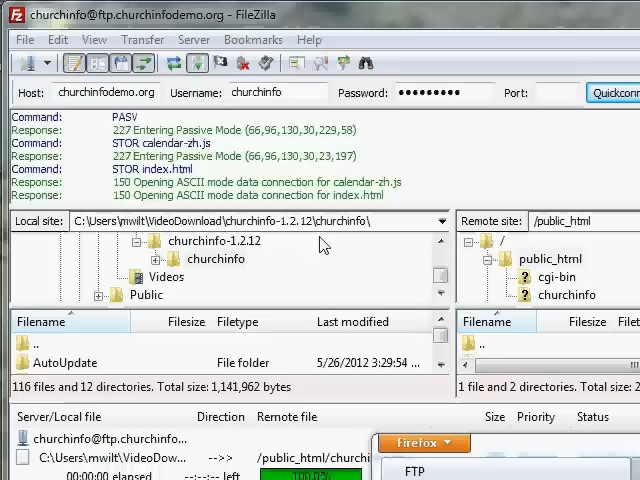 churchinfo@ftp.churchinfodemo.org - FileZilla
File Edit View Transfer Server Bookmarks Help
Host: churchinfodemo.org Username: churchinfo Password: ●●●●●●●●● Port: Quickconn
Command: PASV
Response: 227 Entering Passive Mode (66,96,130,30,229,58)
Command: STOR calendar-zh.js
Response: 227 Entering Passive Mode (66,96,130,30,23,197)
Command: STOR index.html
Response: 150 Opening ASCII mode data connection for calendar-zh.js
Response: 150 Opening ASCII mode data connection for index.html
Local site: C:\Users\mwilt\VideoDownload\churchinfo-1.2.12\churchinfo\ Remote site: /public_html
churchinfo-1.2.12 /
churchinfo public_html
Videos ? cgi-bin
Public ? churchinfo
Filename Filesize Filetype Last modified Filename Filesize Filet
.. ..
AutoUpdate File folder 5/26/2012 3:29:54 ...
116 files and 12 directories. Total size: 1,141,962 bytes 1 file and 2 directories. Total size: 2
Server/Local file Direction Remote file Size Priority Status
churchinfo@ftp.churchinfo...
C:\Users\mwilt\VideoDow... -->> /public_html/churchi
Firefox
00:00:00 elapsed --:--:-- left 100.0%
FTP